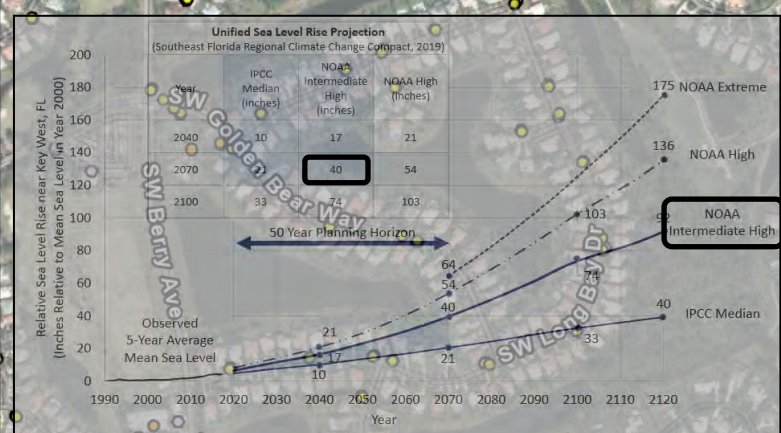 Unified Sea Level Rise Projection
(Southeast Florida Regional Climate Change Compact, 2019)
Year
IPCC Median (inches)
NOAA Intermediate High (inches)
NOAA High (inches)
2040 10 17 21
2070 21 40 54
2100 33 74 103
50 Year Planning Horizon
Observed
5-Year Average
Mean Sea Level
Relative Sea Level Rise near Key West, FL
(Inches Relative to Mean Sea Level in Year 2000)
200
180
160
140
120
100
80
60
40
20
0
175 NOAA Extreme
136
NOAA High
103
92
NOAA
Intermediate High
74
64
54
40
40
IPCC Median
33
21
21
17
10
1990 2000 2010 2020 2030 2040 2050 2060 2070 2080 2090 2100 2110 2120
Year
SW Golden Bear Way
SW Berry Ave
SW Long Bay Dr